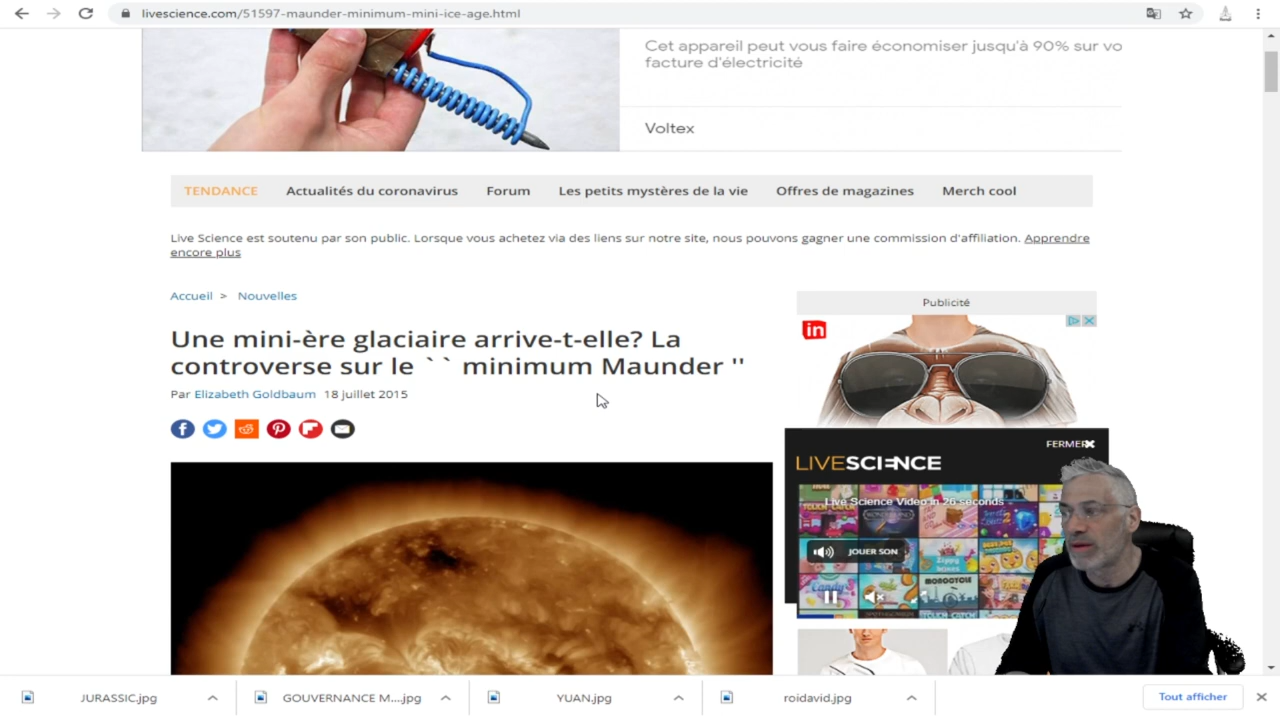 livescience.com/51597-maunder-minimum-mini-ice-age.html
Cet appareil peut vous faire économiser jusqu'à 90% sur vo
facture d'électricité
Voltex
TENDANCE Actualités du coronavirus Forum Les petits mystères de la vie Offres de magazines Merch cool
Live Science est soutenu par son public. Lorsque vous achetez via des liens sur notre site, nous pouvons gagner une commission d'affiliation. Apprendre
encore plus
Accueil > Nouvelles
Publicité
in
Une mini-ère glaciaire arrive-t-elle? La
controverse sur le ` ` minimum Maunder ''
Par Elizabeth Goldbaum 18 juillet 2015
FERMER
LIVESCIENCE
Live Science Video in 26 seconds
JOUER SON
MONOCYCLE
JURASSIC.jpg GOUVERNANCE M....jpg YUAN.jpg roidavid.jpg Tout afficher